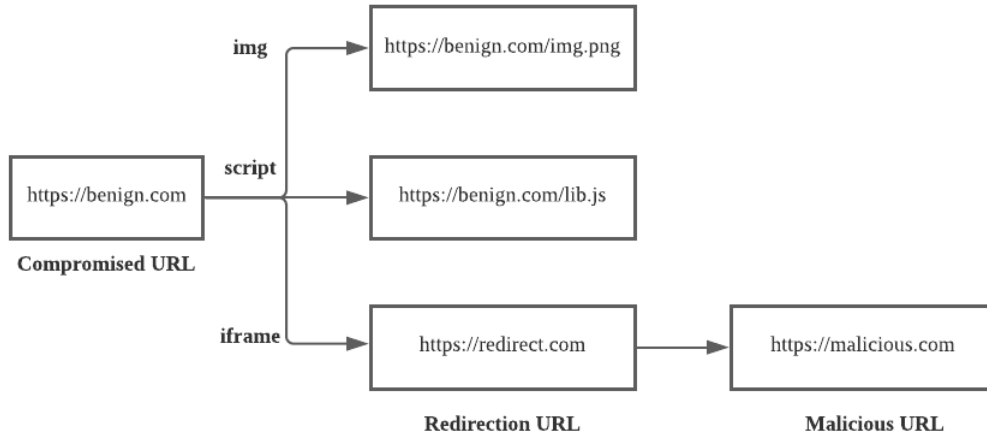 img
https://benign.com/img.png
script
https://benign.com
https://benign.com/lib.js
Compromised URL
iframe
https://redirect.com
https://malicious.com
Redirection URL
Malicious URL